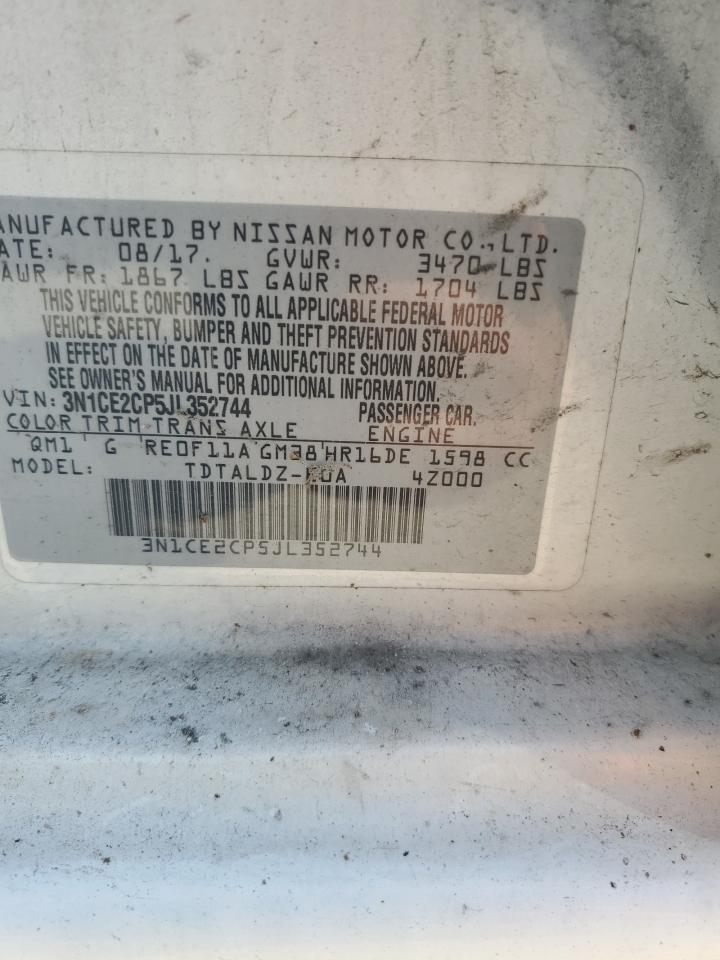 ANUFACTURED BY NISSAN MOTOR CO.,LTD.
ATE: 08/17. GVWR: 3470 LBS
AWR FR: 1867 LBS GAWR RR: 1704 LBS
THIS VEHICLE CONFORMS TO ALL APPLICABLE FEDERAL MOTOR
VEHICLE SAFETY, BUMPER AND THEFT PREVENTION STANDARDS
IN EFFECT ON THE DATE OF MANUFACTURE SHOWN ABOVE.
SEE OWNER'S MANUAL FOR ADDITIONAL INFORMATION.
VIN: 3N1CE2CP5JL352744 PASSENGER CAR.
COLOR TRIM TRANS AXLE ENGINE
QM1 G RE0F11A GM38 HR16DE 1598 CC
MODEL: 4Z000
3N1CE2CP5JL352744